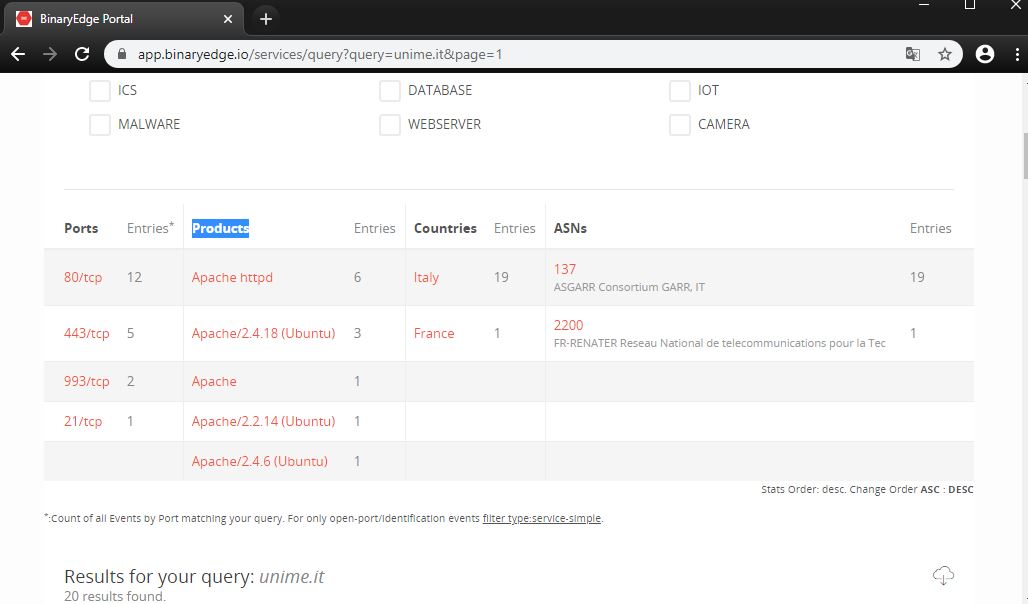 BinaryEdge Portal
app.binaryedge.io/services/query?query=unime.it&page=1
ICS DATABASE IOT
MALWARE WEBSERVER CAMERA
Ports Entries* Products Entries Countries Entries ASNs Entries
80/tcp 12 Apache httpd 6 Italy 19 137 19
ASGARR Consortium GARR, IT
443/tcp 5 Apache/2.4.18 (Ubuntu) 3 France 1 2200 1
FR-RENATER Reseau National de telecommunications pour la Tec
993/tcp 2 Apache 1
21/tcp 1 Apache/2.2.14 (Ubuntu) 1
Apache/2.4.6 (Ubuntu) 1
Stats Order: desc. Change Order ASC : DESC
*:Count of all Events by Port matching your query. For only open-port/identification events filter type:service-simple.
Results for your query: unime.it
20 results found.